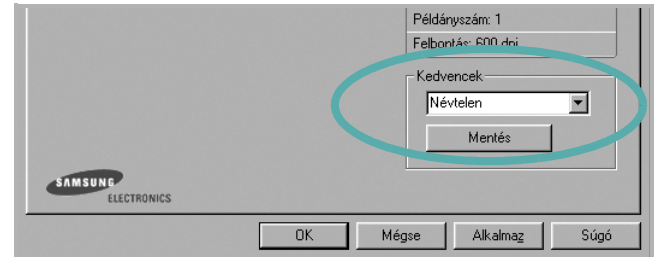 Példányszám: 1
Felbontás: 600 dpi
Kedvencek
Névtelen
Mentés
SAMSUNG
ELECTRONICS
OK
Mégse
Alkalmaz
Súgó